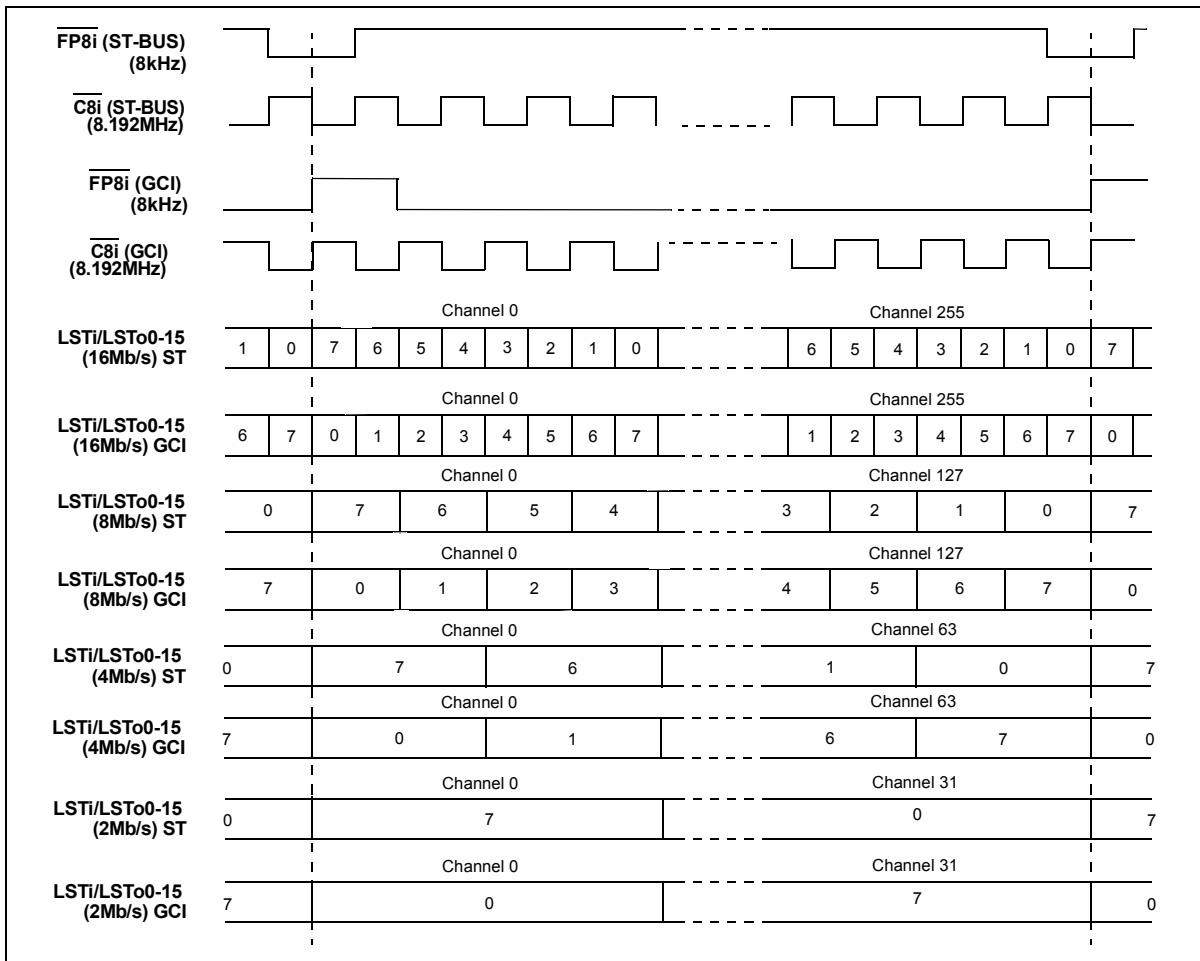 FP8i (ST-BUS)
(8kHz)
C8i (ST-BUS)
(8.192MHz)
FP8i (GCI)
(8kHz)
C8i (GCI)
(8.192MHz)
Channel 0 Channel 255
LSTi/LSTo0-15
(16Mb/s) ST
1 0 7 6 5 4 3 2 1 0 6 5 4 3 2 1 0 7
Channel 0 Channel 255
LSTi/LSTo0-15
(16Mb/s) GCI
6 7 0 1 2 3 4 5 6 7 1 2 3 4 5 6 7 0
Channel 0 Channel 127
LSTi/LSTo0-15
(8Mb/s) ST
0 7 6 5 4 3 2 1 0 7
Channel 0 Channel 127
LSTi/LSTo0-15
(8Mb/s) GCI
7 0 1 2 3 4 5 6 7 0
Channel 0 Channel 63
LSTi/LSTo0-15
(4Mb/s) ST
0 7 6 1 0 7
Channel 0 Channel 63
LSTi/LSTo0-15
(4Mb/s) GCI
7 0 1 6 7 0
Channel 0 Channel 31
LSTi/LSTo0-15
(2Mb/s) ST
0 7 0 7
Channel 0 Channel 31
LSTi/LSTo0-15
(2Mb/s) GCI
7 0 7 0